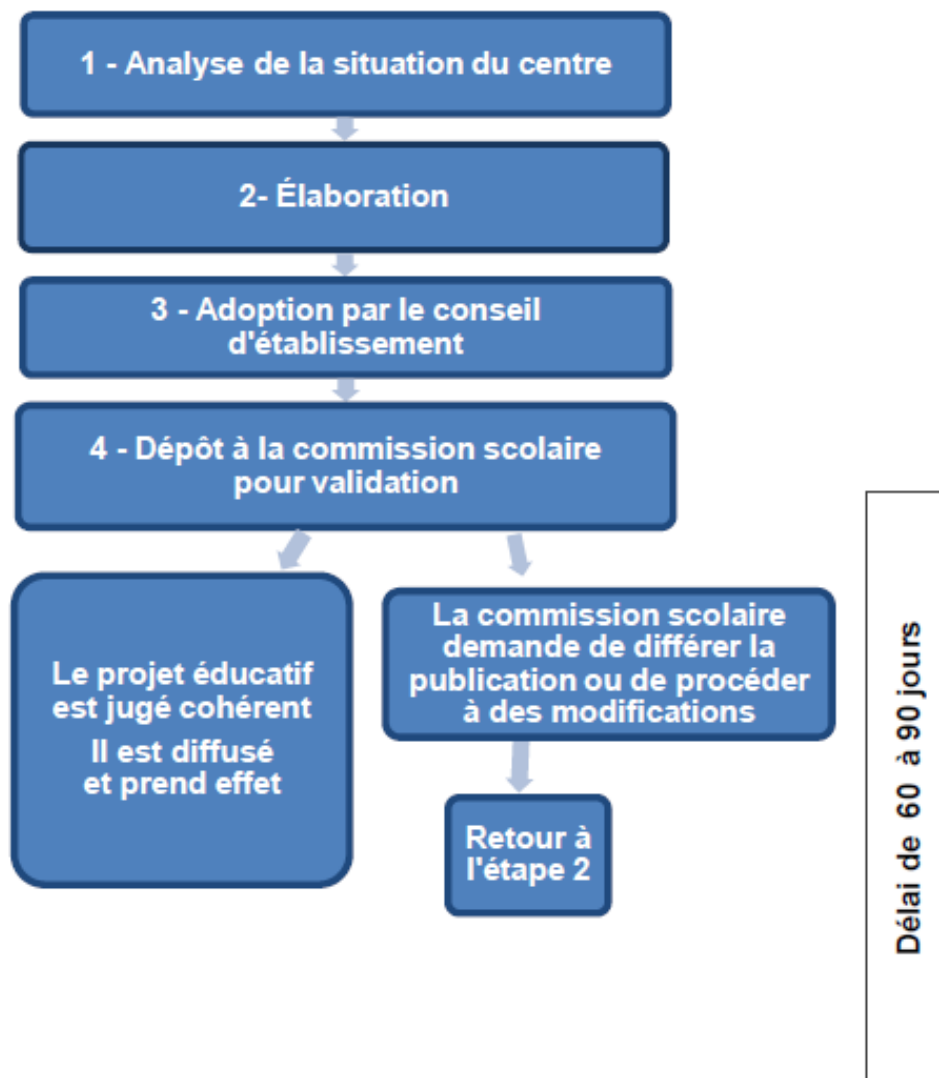 1 - Analyse de la situation du centre
2- Élaboration
3 - Adoption par le conseil
d'établissement
4 - Dépôt à la commission scolaire
pour validation
Le projet éducatif
est jugé cohérent
Il est diffusé
et prend effet
La commission scolaire
demande de différer la
publication ou de procéder
à des modifications
Retour à
l'étape 2
Délai de 60 à 90 jours